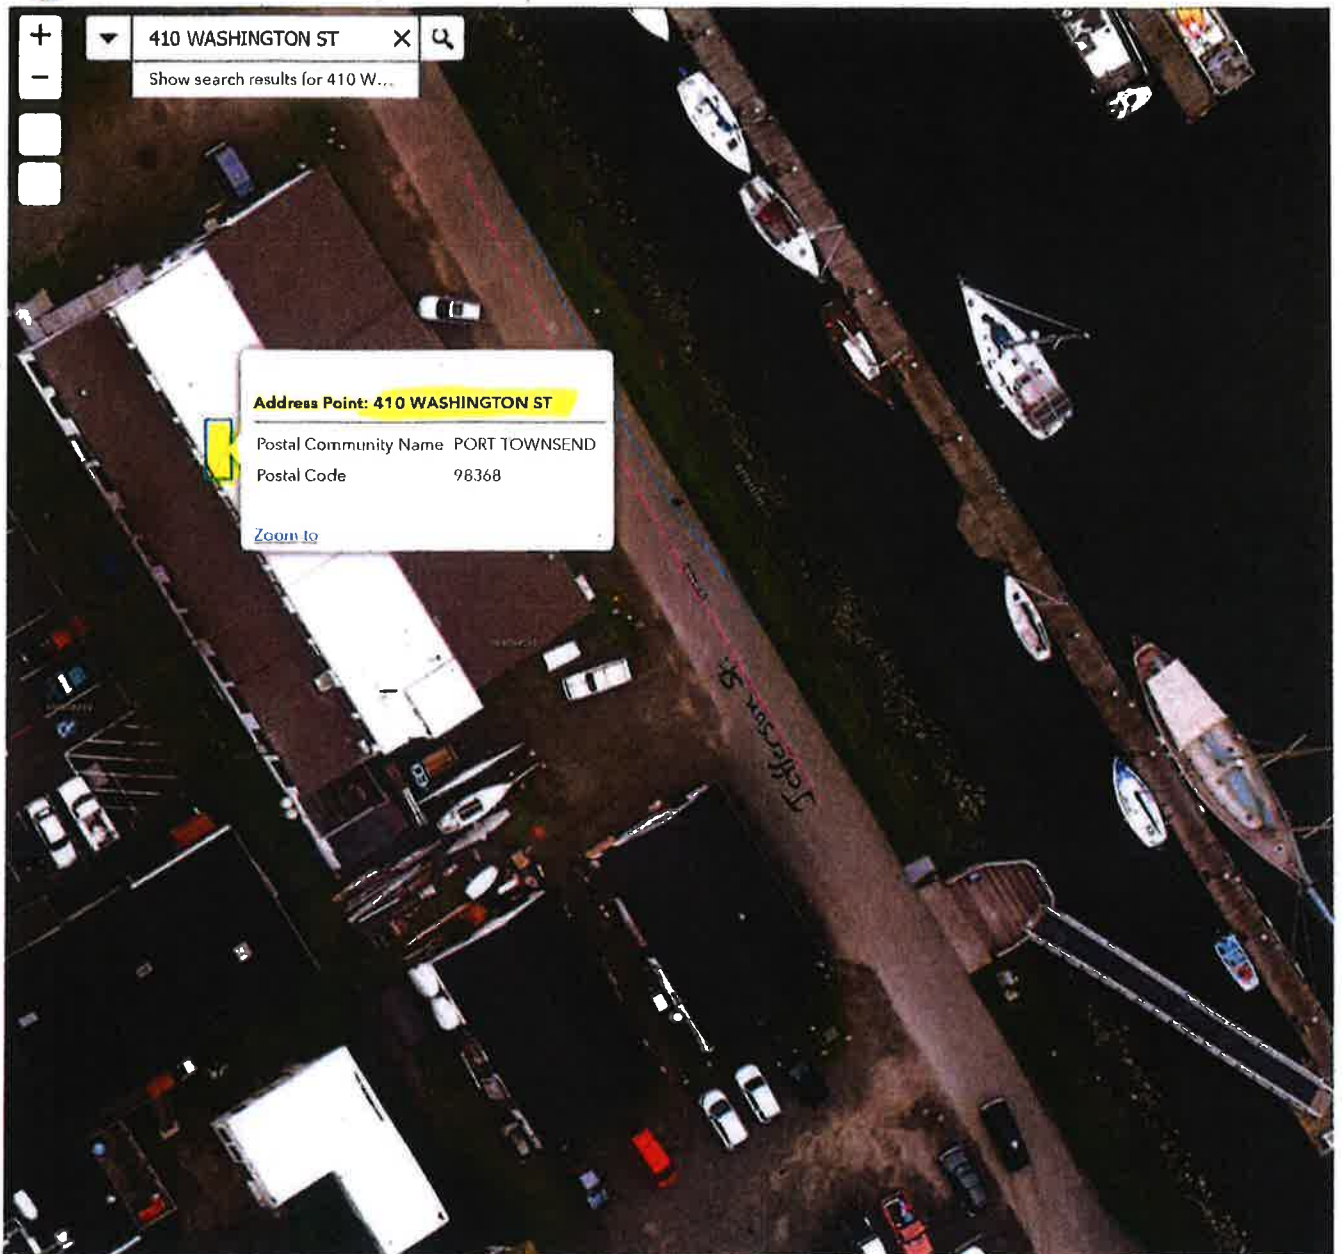 +
410 WASHINGTON ST
Show search results for 410 W...
−
Address Point: 410 WASHINGTON ST
Postal Community Name PORT TOWNSEND
Postal Code 98368
Zoom to
Jefferson St